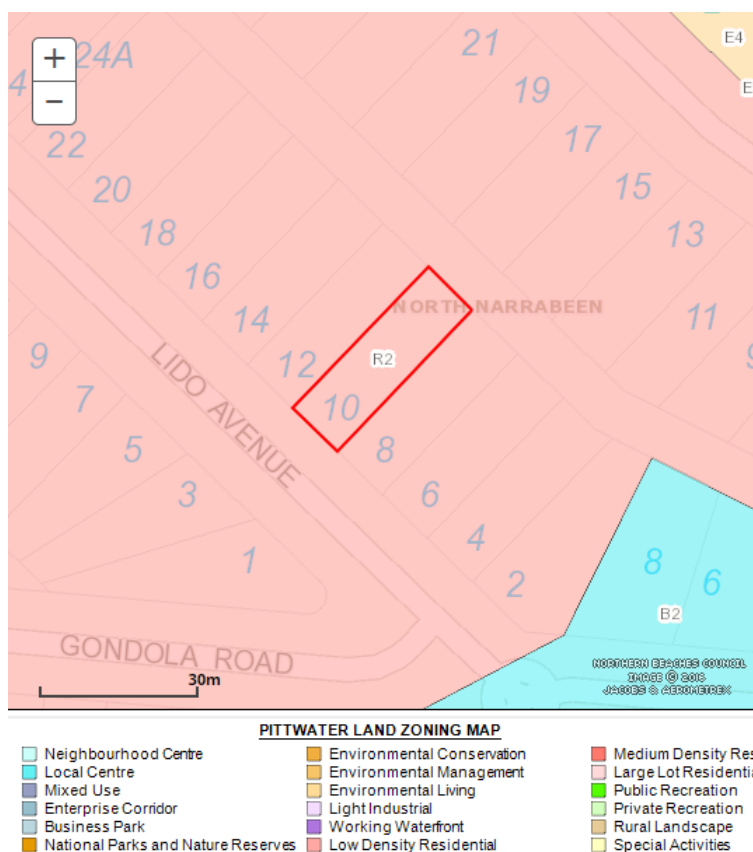 +
−
4
24A
22
20
18
16
14
12
10
8
6
4
2
21
19
17
15
13
11
9
E4
E
NORTH NARRABEEN
R2
LIDO AVENUE
9
7
5
3
1
GONDOLA ROAD
8
6
B2
30m
NORTHERN BEACHES COUNCIL
IMAGE © 2016
JACOBS & AEROMETREX
PITTWATER LAND ZONING MAP
Neighbourhood Centre
Local Centre
Mixed Use
Enterprise Corridor
Business Park
National Parks and Nature Reserves
Environmental Conservation
Environmental Management
Environmental Living
Light Industrial
Working Waterfront
Low Density Residential
Medium Density Res
Large Lot Residentia
Public Recreation
Private Recreation
Rural Landscape
Special Activities